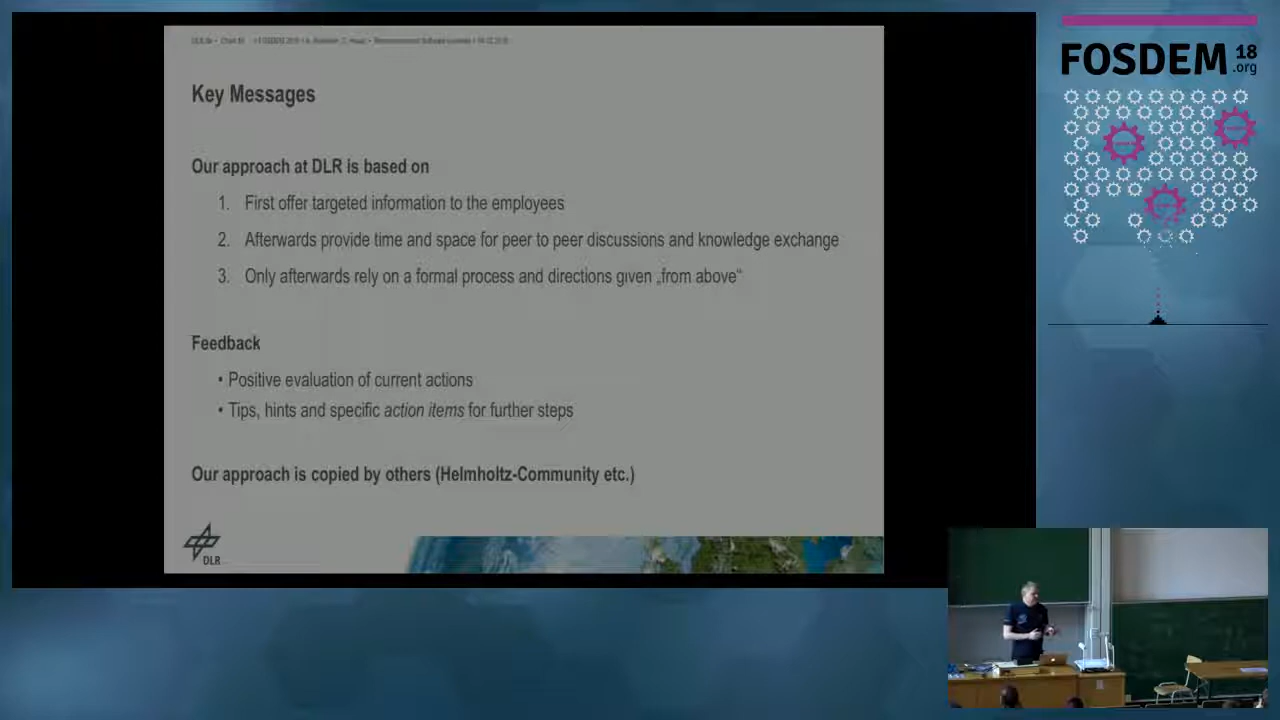 Key Messages
Our approach at DLR is based on
1. First offer targeted information to the employees
2. Afterwards provide time and space for peer to peer discussions and knowledge exchange
3. Only afterwards rely on a formal process and directions given „from above“
Feedback
• Positive evaluation of current actions
• Tips, hints and specific action items for further steps
Our approach is copied by others (Helmholtz-Community etc.)
DLR
FOSDEM 18
.org